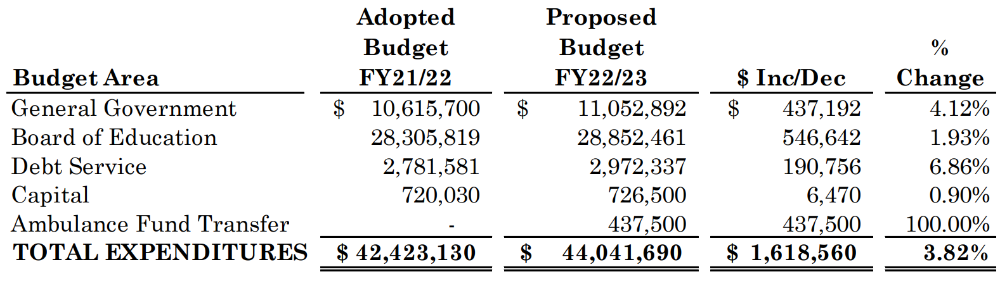 Adopted Proposed
Budget Budget %
Budget Area FY21/22 FY22/23 $ Inc/Dec Change
General Government $ 10,615,700 $ 11,052,892 $ 437,192 4.12%
Board of Education 28,305,819 28,852,461 546,642 1.93%
Debt Service 2,781,581 2,972,337 190,756 6.86%
Capital 720,030 726,500 6,470 0.90%
Ambulance Fund Transfer - 437,500 437,500 100.00%
TOTAL EXPENDITURES $ 42,423,130 $ 44,041,690 $ 1,618,560 3.82%